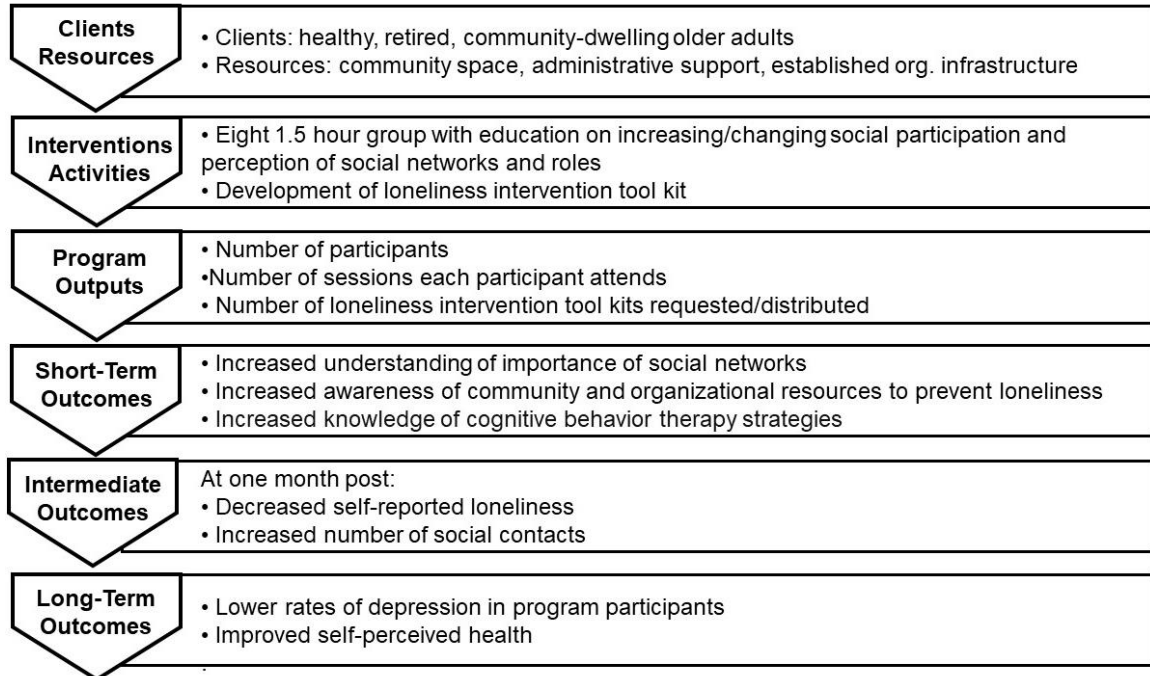 Clients
Resources
• Clients: healthy, retired, community-dwelling older adults
• Resources: community space, administrative support, established org. infrastructure
Interventions
Activities
• Eight 1.5 hour group with education on increasing/changing social participation and
perception of social networks and roles
• Development of loneliness intervention tool kit
Program
Outputs
• Number of participants
•Number of sessions each participant attends
• Number of loneliness intervention tool kits requested/distributed
Short-Term
Outcomes
• Increased understanding of importance of social networks
• Increased awareness of community and organizational resources to prevent loneliness
• Increased knowledge of cognitive behavior therapy strategies
Intermediate
Outcomes
At one month post:
• Decreased self-reported loneliness
• Increased number of social contacts
Long-Term
Outcomes
• Lower rates of depression in program participants
• Improved self-perceived health
.